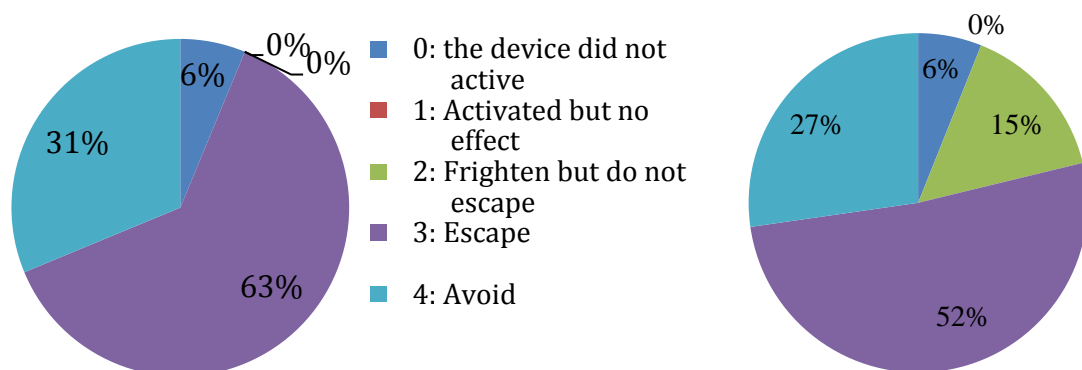 0%
0%
6%
31%
63%
0: the device did not
active
1: Activated but no
effect
2: Frighten but do not
escape
3: Escape
4: Avoid
0%
6%
15%
27%
52%